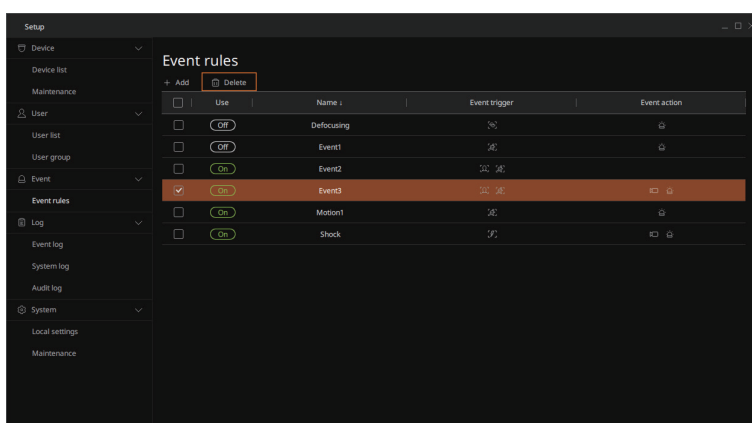 Setup
Device
Device list
Maintenance
User
User list
User group
Event
Event rules
Log
Event log
System log
Audit log
System
Local settings
Maintenance
Event rules
+ Add Delete
Use Name ↓ Event trigger Event action
Off Defocusing
Off Event1
On Event2
On Event3
On Motion1
On Shock